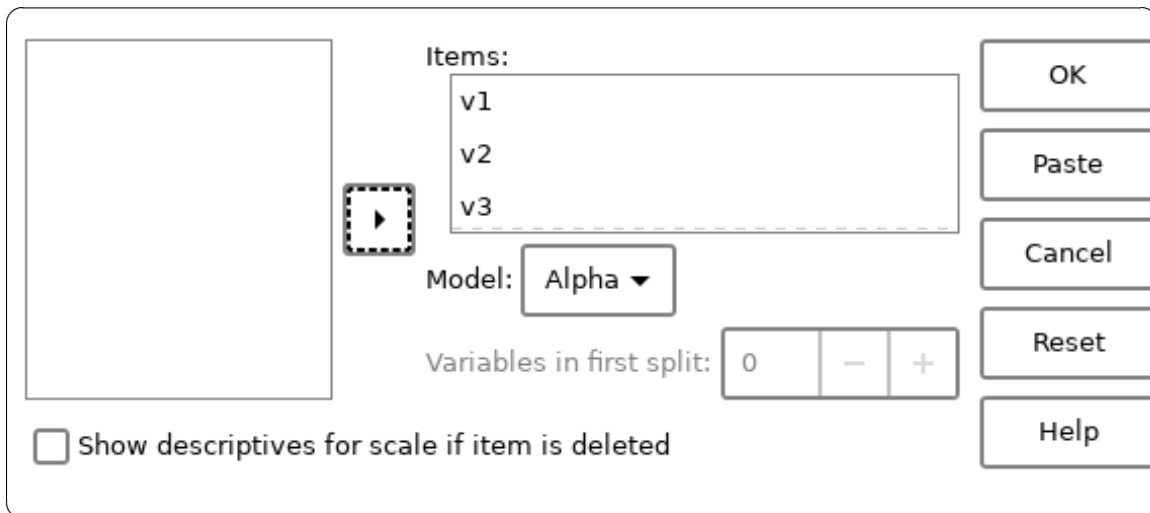 Items:
v1
v2
v3
Model: Alpha
Variables in first split: 0 − +
Show descriptives for scale if item is deleted
OK
Paste
Cancel
Reset
Help